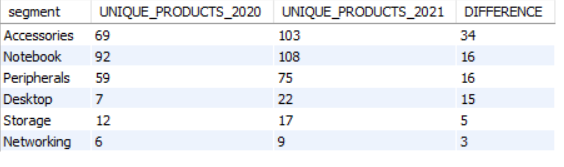 segment UNIQUE_PRODUCTS_2020 UNIQUE_PRODUCTS_2021 DIFFERENCE
Accessories 69 103 34
Notebook 92 108 16
Peripherals 59 75 16
Desktop 7 22 15
Storage 12 17 5
Networking 6 9 3